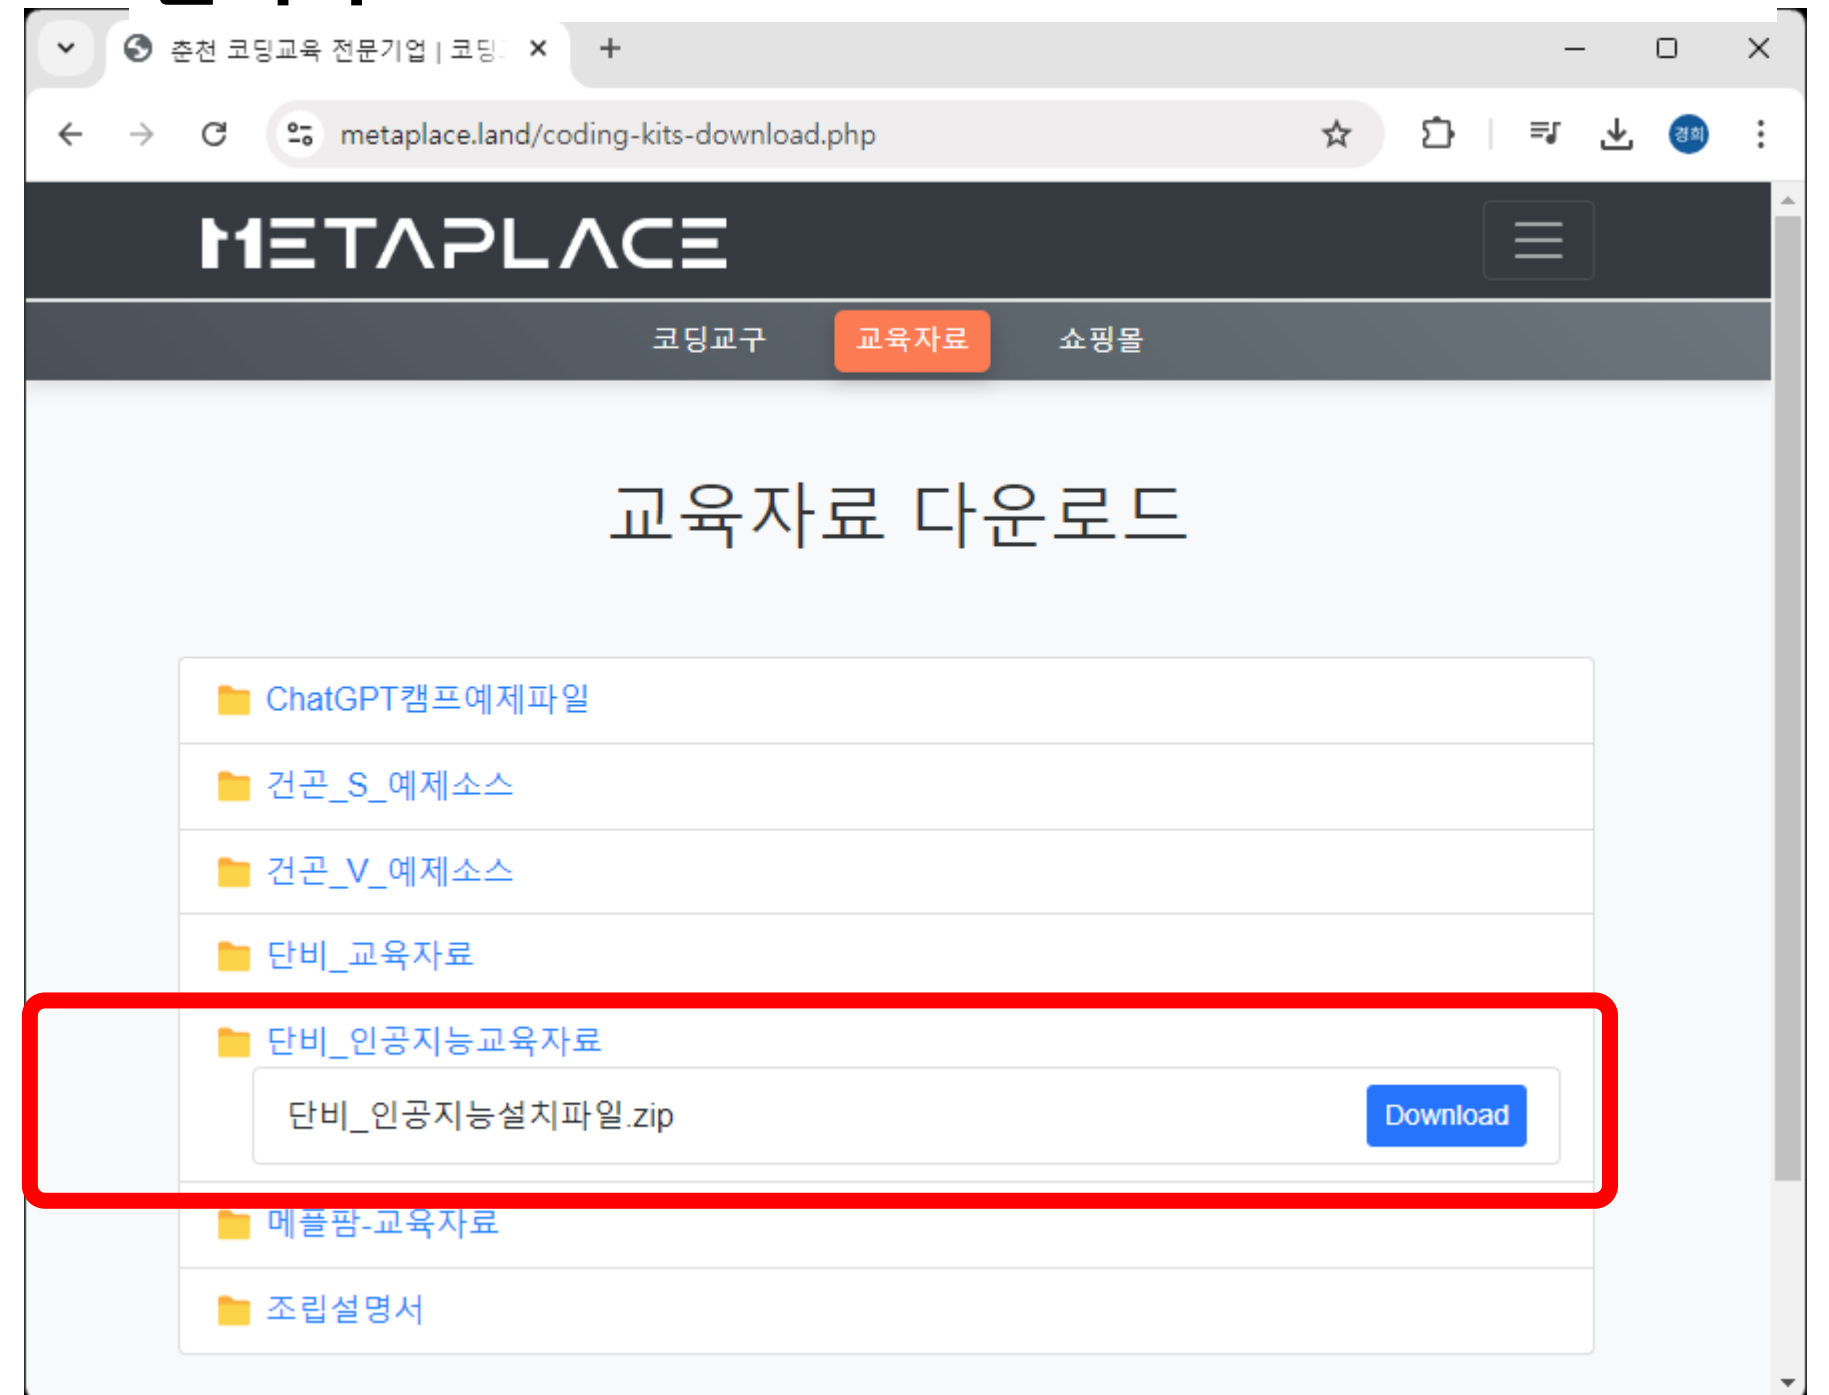 춘천 코딩교육 전문기업 | 코딩
metaplace.land/coding-kits-download.php
경희
METAPLACE
코딩교구 교육자료 쇼핑몰
교육자료 다운로드
ChatGPT캠프예제파일
건곤_S_예제소스
건곤_V_예제소스
단비_교육자료
단비_인공지능교육자료
단비_인공지능설치파일.zip Download
메플팜-교육자료
조립설명서